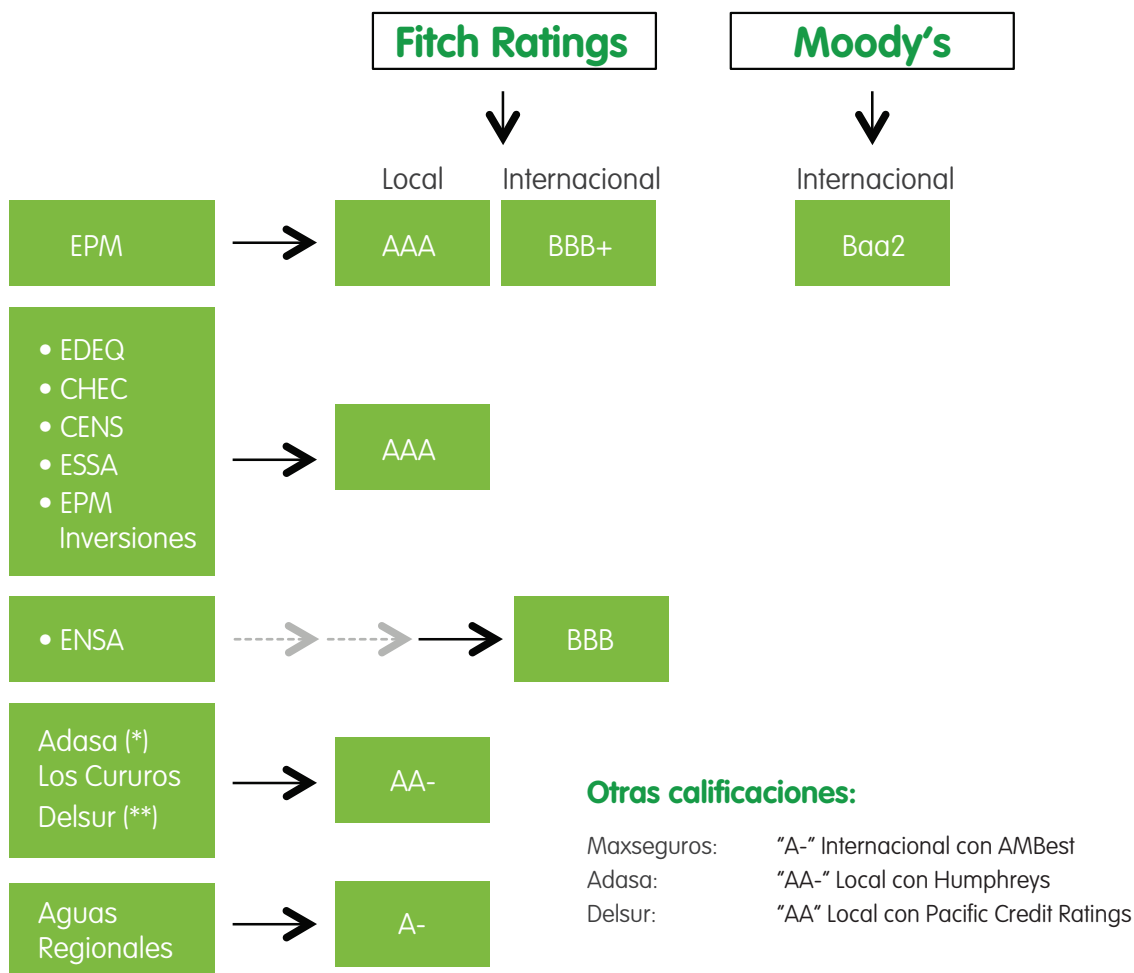 Fitch Ratings
Moody's
Local
Internacional
Internacional
EPM
AAA
BBB+
Baa2
• EDEQ
• CHEC
• CENS
• ESSA
• EPM
Inversiones
AAA
• ENSA
BBB
Adasa (*)
Los Cururos
Delsur (**)
AA-
Otras calificaciones:
Maxseguros: "A-" Internacional con AMBest
Adasa: "AA-" Local con Humphreys
Delsur: "AA" Local con Pacific Credit Ratings
Aguas
Regionales
A-